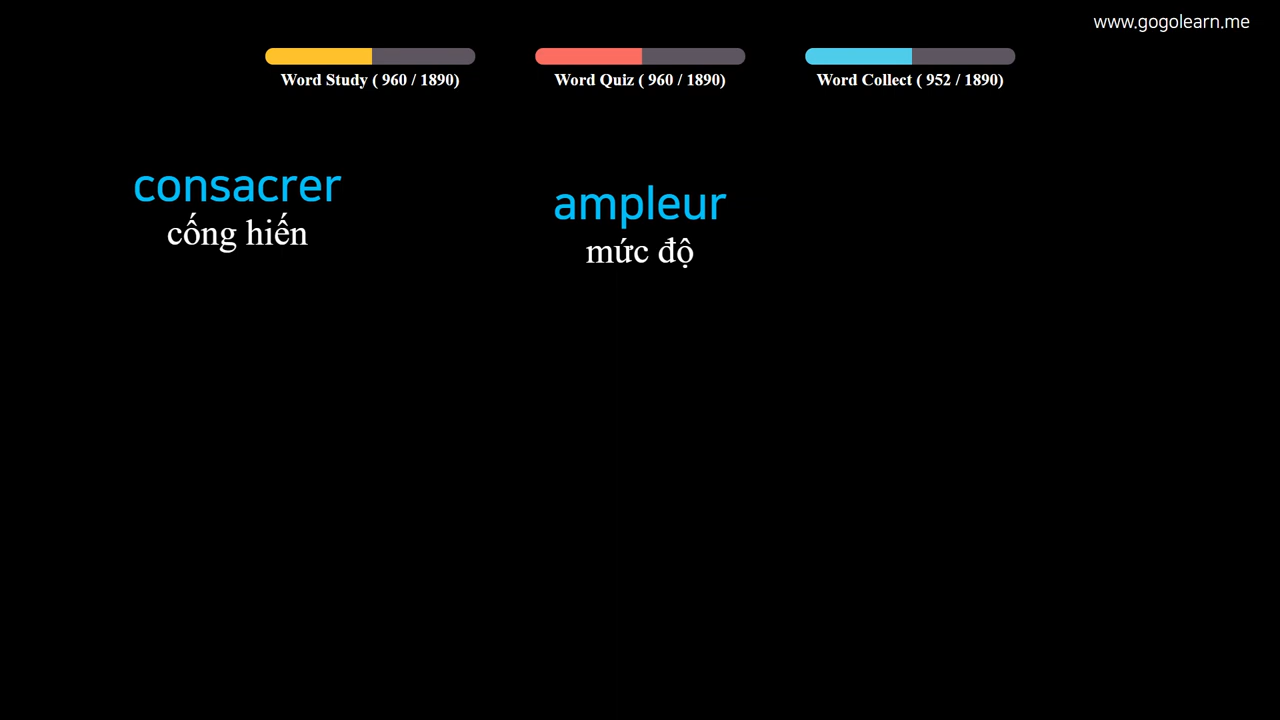 www.gogolearn.me
Word Study ( 960 / 1890)
Word Quiz ( 960 / 1890)
Word Collect ( 952 / 1890)
consacrer
cống hiến
ampleur
mức độ